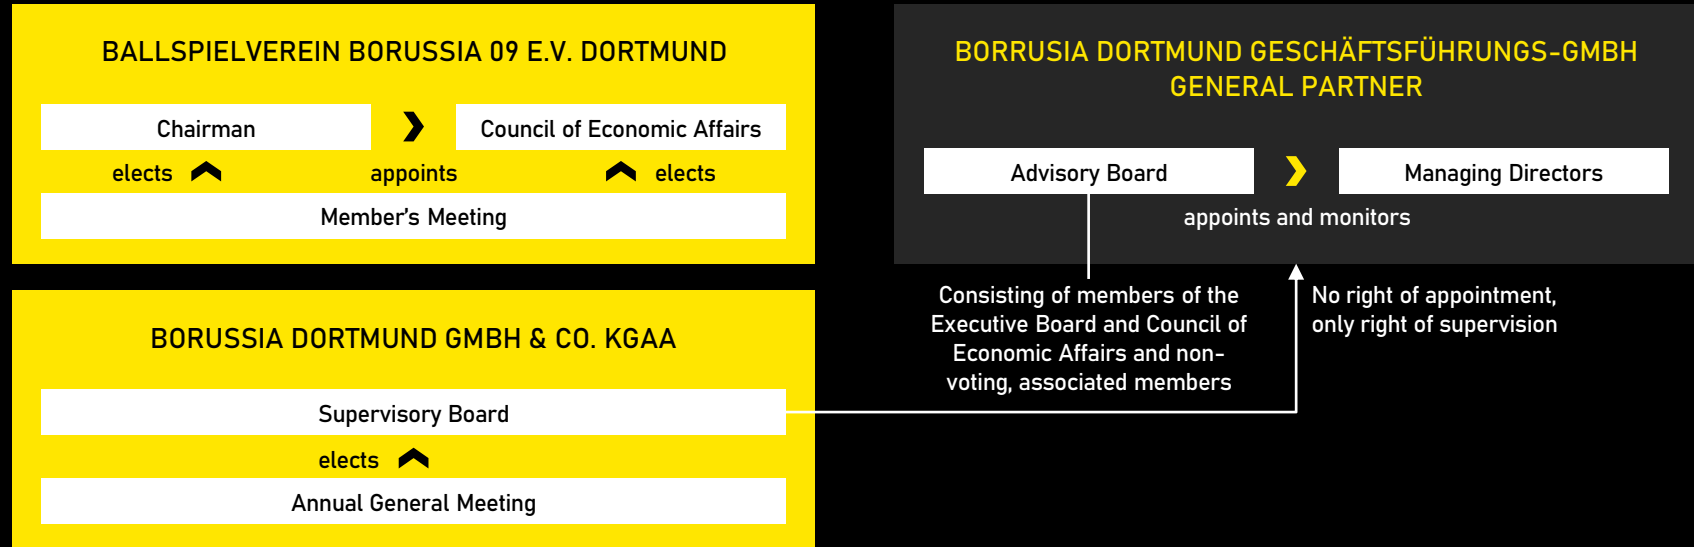 BALLSPIELVEREIN BORUSSIA 09 E.V. DORTMUND
Chairman
Council of Economic Affairs
elects
appoints
elects
Member’s Meeting
BORUSSIA DORTMUND GMBH & CO. KGAA
Supervisory Board
elects
Annual General Meeting
BORRUSIA DORTMUND GESCHÄFTSFÜHRUNGS-GMBH
GENERAL PARTNER
Advisory Board
Managing Directors
appoints and monitors
Consisting of members of the
Executive Board and Council of
Economic Affairs and non-
voting, associated members
No right of appointment,
only right of supervision